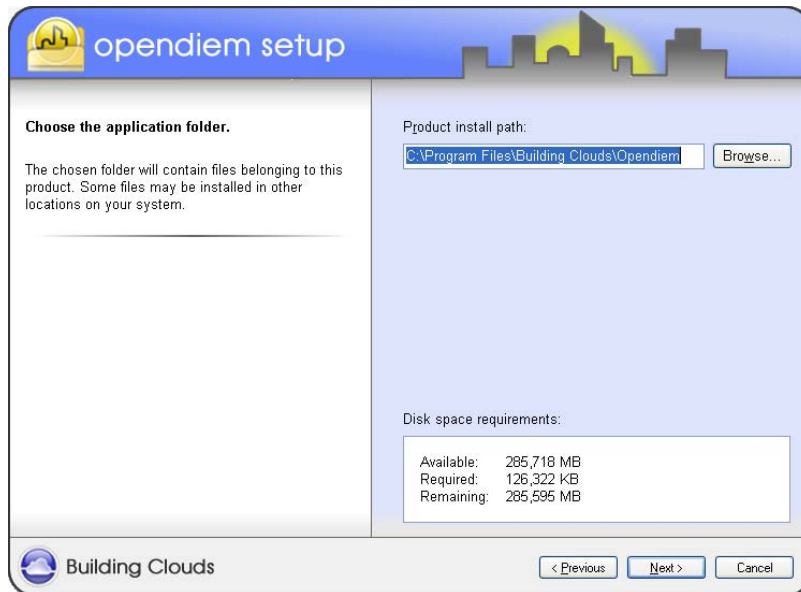 opendiem setup
Choose the application folder.
The chosen folder will contain files belonging to this
product. Some files may be installed in other
locations on your system.
Product install path:
C:\Program Files\Building Clouds\Opendiem
Browse...
Disk space requirements:
Available: 285,718 MB
Required: 126,322 KB
Remaining: 285,595 MB
Building Clouds
< Previous
Next >
Cancel